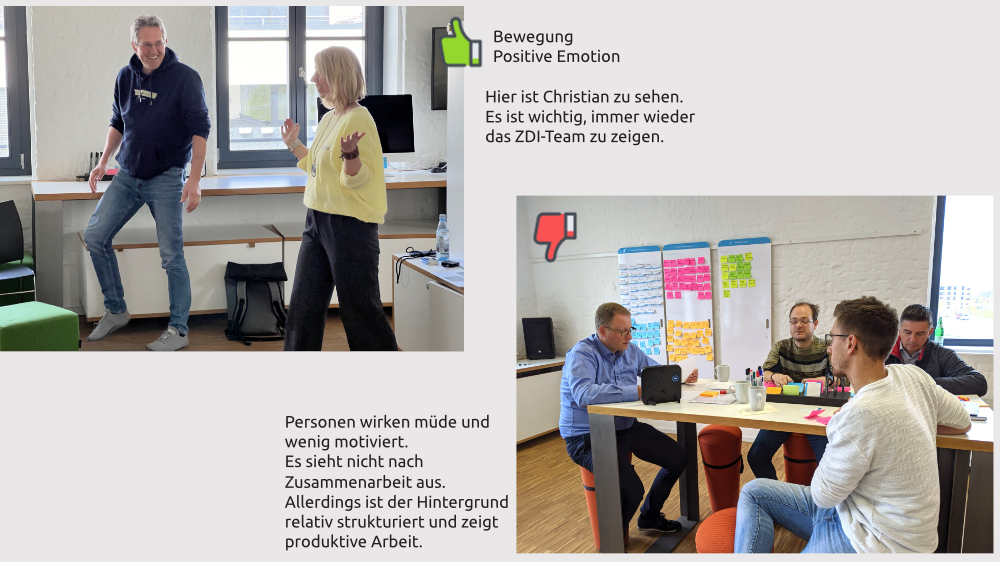 Bewegung
Positive Emotion
Hier ist Christian zu sehen.
Es ist wichtig, immer wieder
das ZDI-Team zu zeigen.
Personen wirken müde und
wenig motiviert.
Es sieht nicht nach
Zusammenarbeit aus.
Allerdings ist der Hintergrund
relativ strukturiert und zeigt
produktive Arbeit.